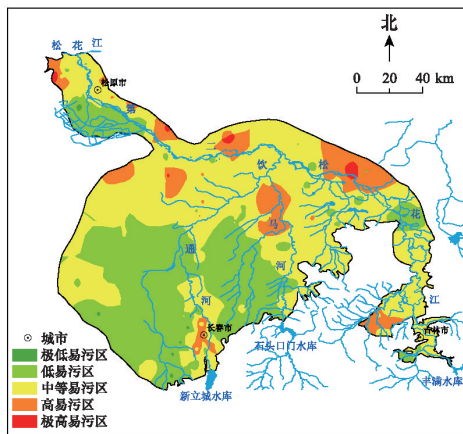 北
0 20 40 km
松花江
松原市
第
二
松
花
江
饮
马
河
通
河
长春市
吉林市
石头口门水库
新立城水库
丰满水库
城市
极低易污区
低易污区
中等易污区
高易污区
极高易污区